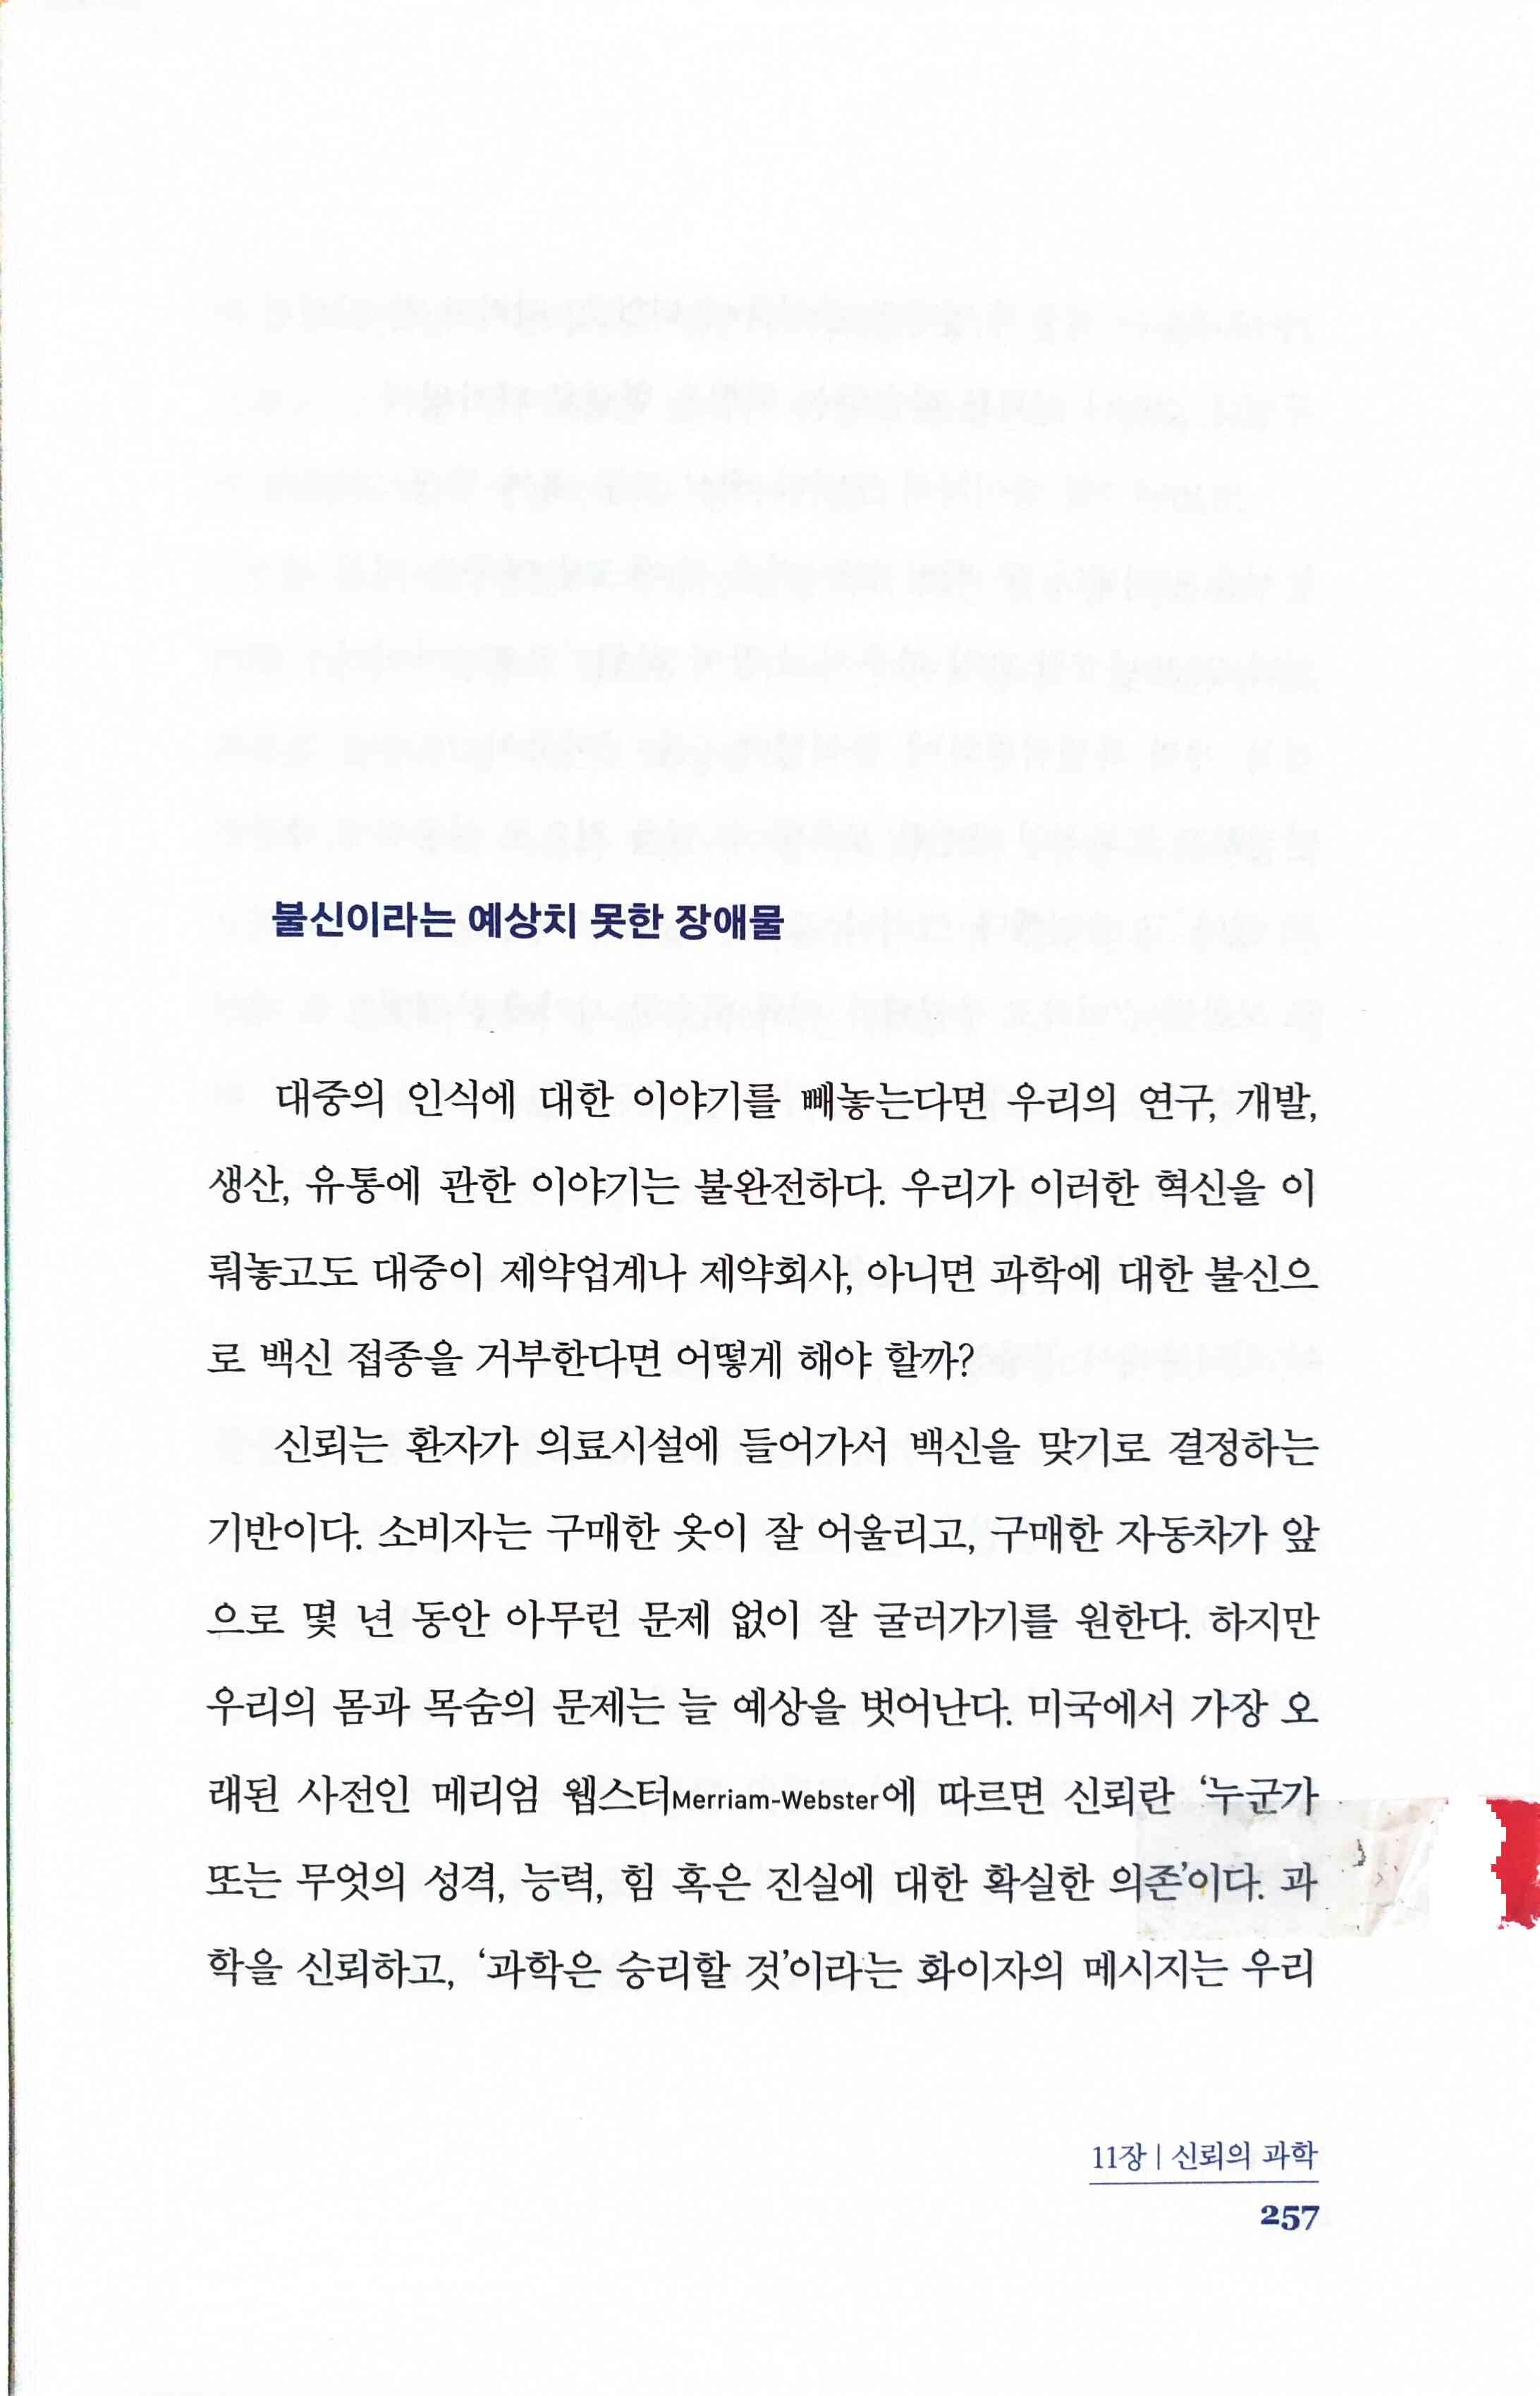 불신이라는 예상치 못한 장애물
대중의 인식에 대한 이야기를 빼놓는다면 우리의 연구, 개발,
생산, 유통에 관한 이야기는 불완전하다. 우리가 이러한 혁신을 이
뤄놓고도 대중이 제약업계나 제약회사, 아니면 과학에 대한 불신으
로 백신 접종을 거부한다면 어떻게 해야 할까?
신뢰는 환자가 의료시설에 들어가서 백신을 맞기로 결정하는
기반이다. 소비자는 구매한 옷이 잘 어울리고, 구매한 자동차가 앞
으로 몇 년 동안 아무런 문제 없이 잘 굴러가기를 원한다. 하지만
우리의 몸과 목숨의 문제는 늘 예상을 벗어난다. 미국에서 가장 오
래된 사전인 메리엄 웹스터Merriam-Webster에 따르면 신뢰란 ‘누군가
또는 무엇의 성격, 능력, 힘 혹은 진실에 대한 확실한 의존’이다. 과
학을 신뢰하고, ‘과학은 승리할 것’이라는 화이자의 메시지는 우리
11장 | 신뢰의 과학
257